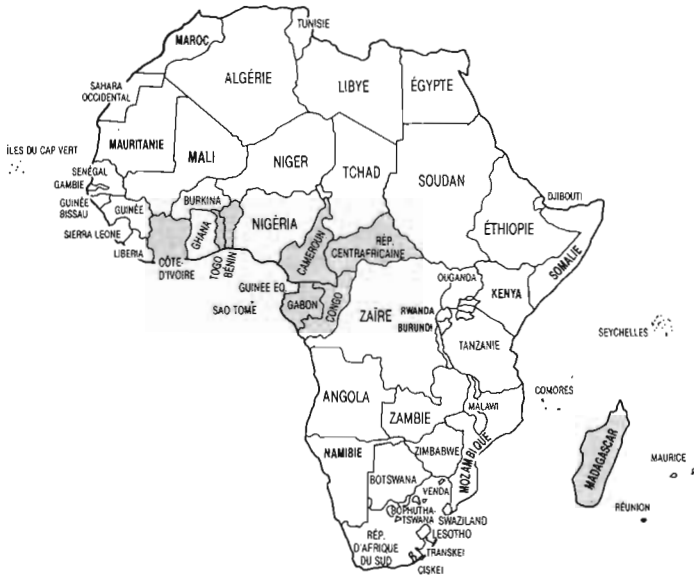 TUNISIE
MAROC
ALGÉRIE
LIBYE
ÉGYPTE
SAHARA
OCCIDENTAL
MAURITANIE
ÎLES DU CAP VERT
MALI
NIGER
TCHAD
SOUDAN
SENÉGAL
GAMBIE
GUINÉE
BISSAU
GUINÉE
BURKINA
NIGÉRIA
DJIBOUTI
ÉTHIOPIE
SIERRA LEONE
LIBERIA
CÔTE-
D'IVOIRE
GHANA
TOGO
BÉNIN
CAMEROUN
RÉP.
CENTRAFRICAINE
SOMALIE
GUINÉE EQ.
SAO TOMÉ
GABON
CONGO
ZAÏRE
OUGANDA
KENYA
RWANDA
BURUNDI
TANZANIE
SEYCHELLES
ANGOLA
ZAMBIE
MALAWI
COMORES
NAMIBIE
ZIMBABWE
MOZAMBIQUE
MADAGASCAR
MAURICE
RÉUNION
BOTSWANA
VENDA
BOPHUTHA-
TSWANA
SWAZILAND
LESOTHO
RÉP.
D'AFRIQUE
DU SUD
TRANSKEI
CISKEI